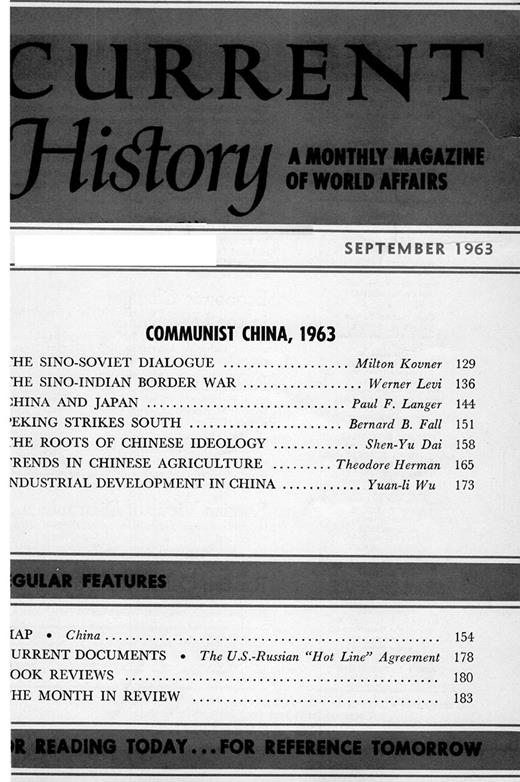 CURRENT
History
A MONTHLY MAGAZINE
OF WORLD AFFAIRS
SEPTEMBER 1963
COMMUNIST CHINA, 1963
HE SINO-SOVIET DIALOGUE ................... Milton Kovner 129
HE SINO-INDIAN BORDER WAR .................. Werner Levi 136
HINA AND JAPAN .............................. Paul F. Langer 144
EKING STRIKES SOUTH ....................... Bernard B. Fall 151
HE ROOTS OF CHINESE IDEOLOGY ............. Shen-Yu Dai 158
RENDS IN CHINESE AGRICULTURE ......... Theodore Herman 165
NDUSTRIAL DEVELOPMENT IN CHINA ............ Yuan-li Wu 173
GULAR FEATURES
AP • China .................................................. 154
URRENT DOCUMENTS • The U.S.-Russian "Hot Line" Agreement 178
OOK REVIEWS ............................................... 180
HE MONTH IN REVIEW ..................................... 183
R READING TODAY...FOR REFERENCE TOMORROW